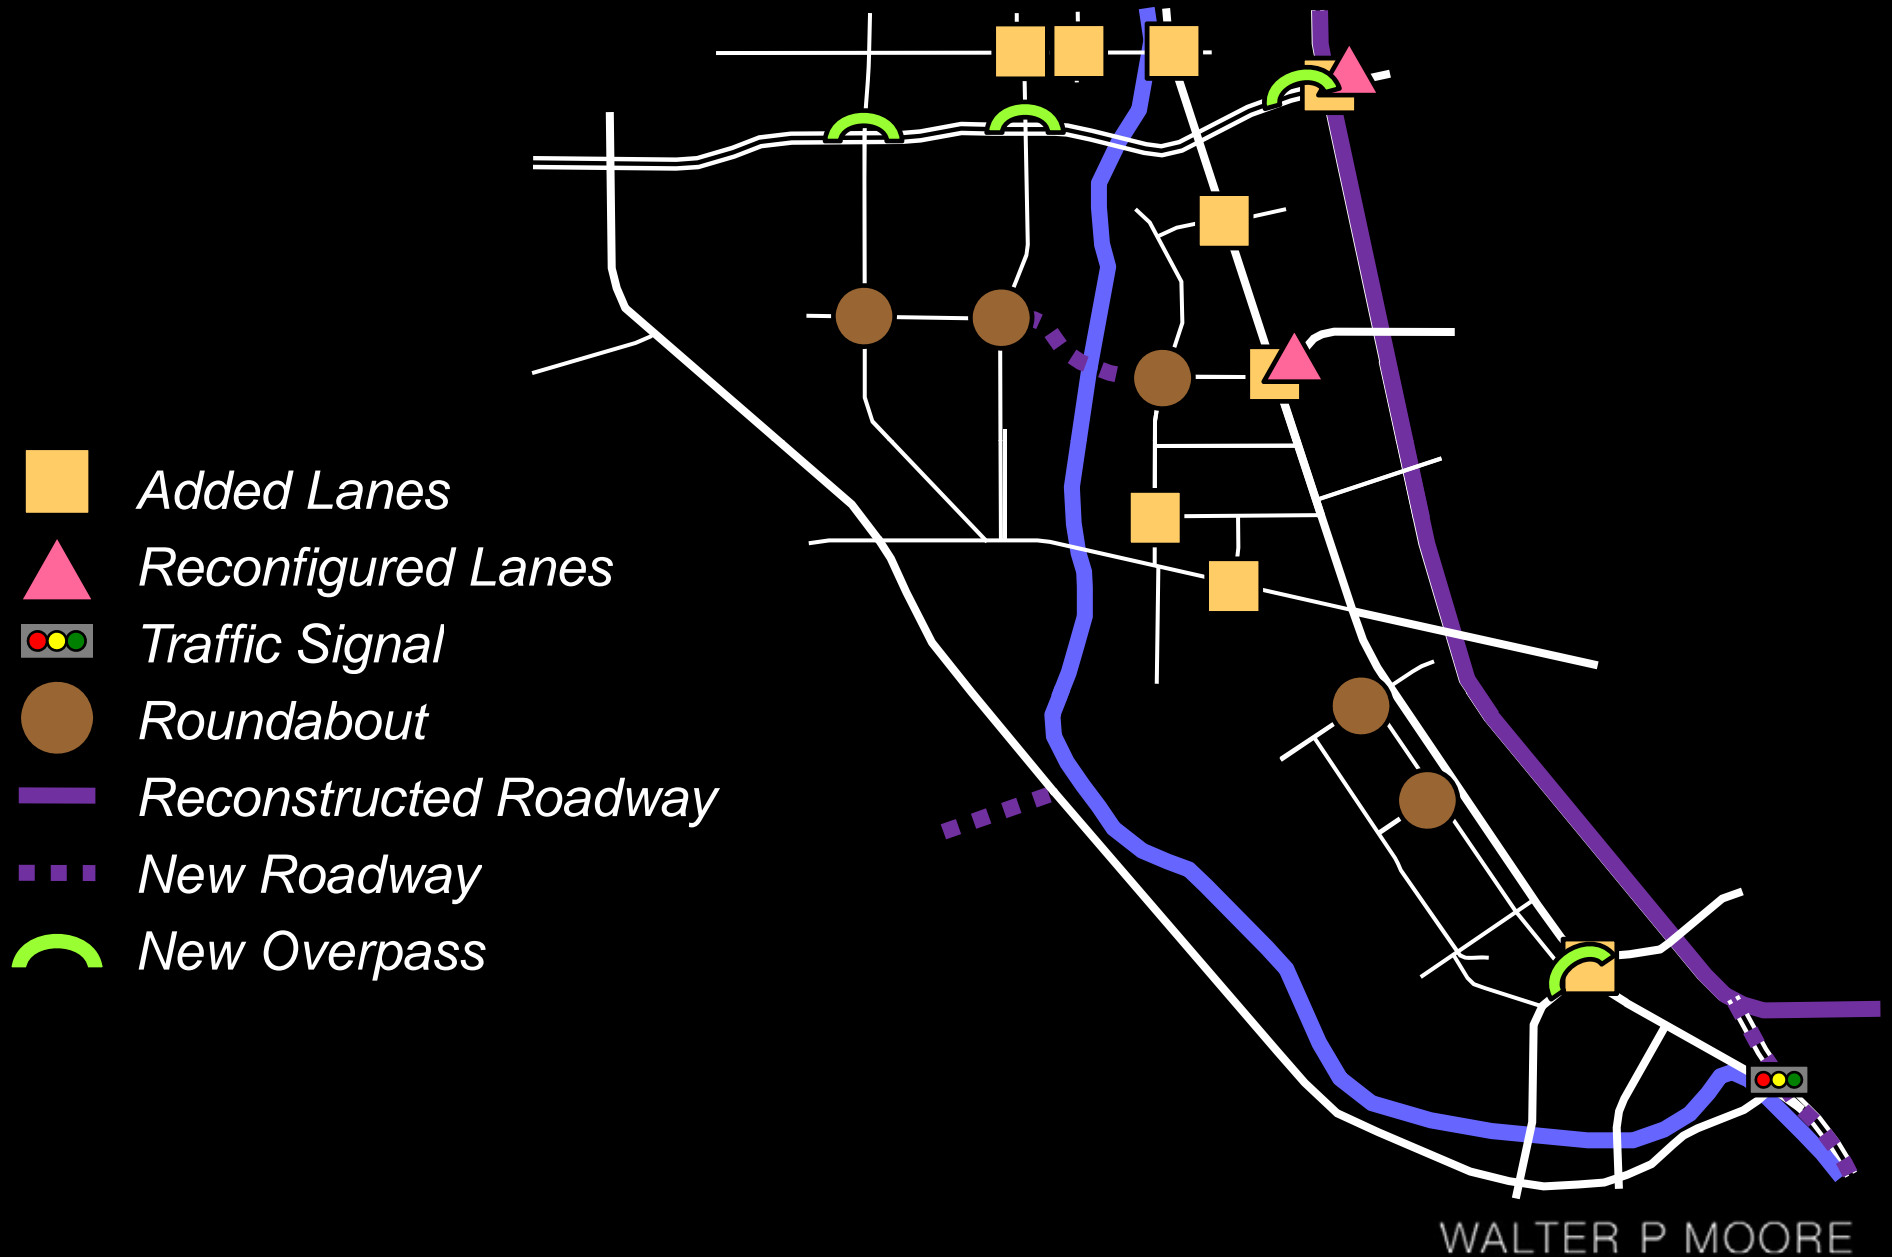 Added Lanes
Reconfigured Lanes
Traffic Signal
Roundabout
Reconstructed Roadway
New Roadway
New Overpass
WALTER P MOORE